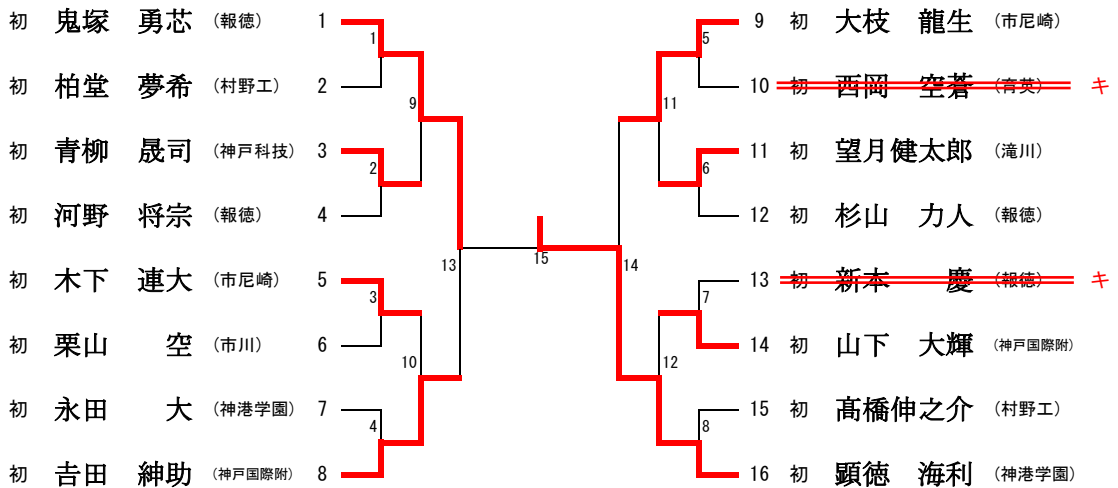 初 鬼塚 勇芯 (報徳) 1
初 柏堂 夢希 (村野工) 2
初 青柳 晟司 (神戸科技) 3
初 河野 将宗 (報徳) 4
初 木下 連大 (市尼崎) 5
初 栗山 空 (市川) 6
初 永田 大 (神港学園) 7
初 𠮷田 紳助 (神戸国際附) 8
1
2
3
4
9
10
13
15
14
11
12
5
6
7
8
9 初 大枝 龍生 (市尼崎)
10 初 西岡 空蒼 (育英) キ
11 初 望月健太郎 (滝川)
12 初 杉山 力人 (報徳)
13 初 新本 慶 (報徳) キ
14 初 山下 大輝 (神戸国際附)
15 初 髙橋伸之介 (村野工)
16 初 顕徳 海利 (神港学園)